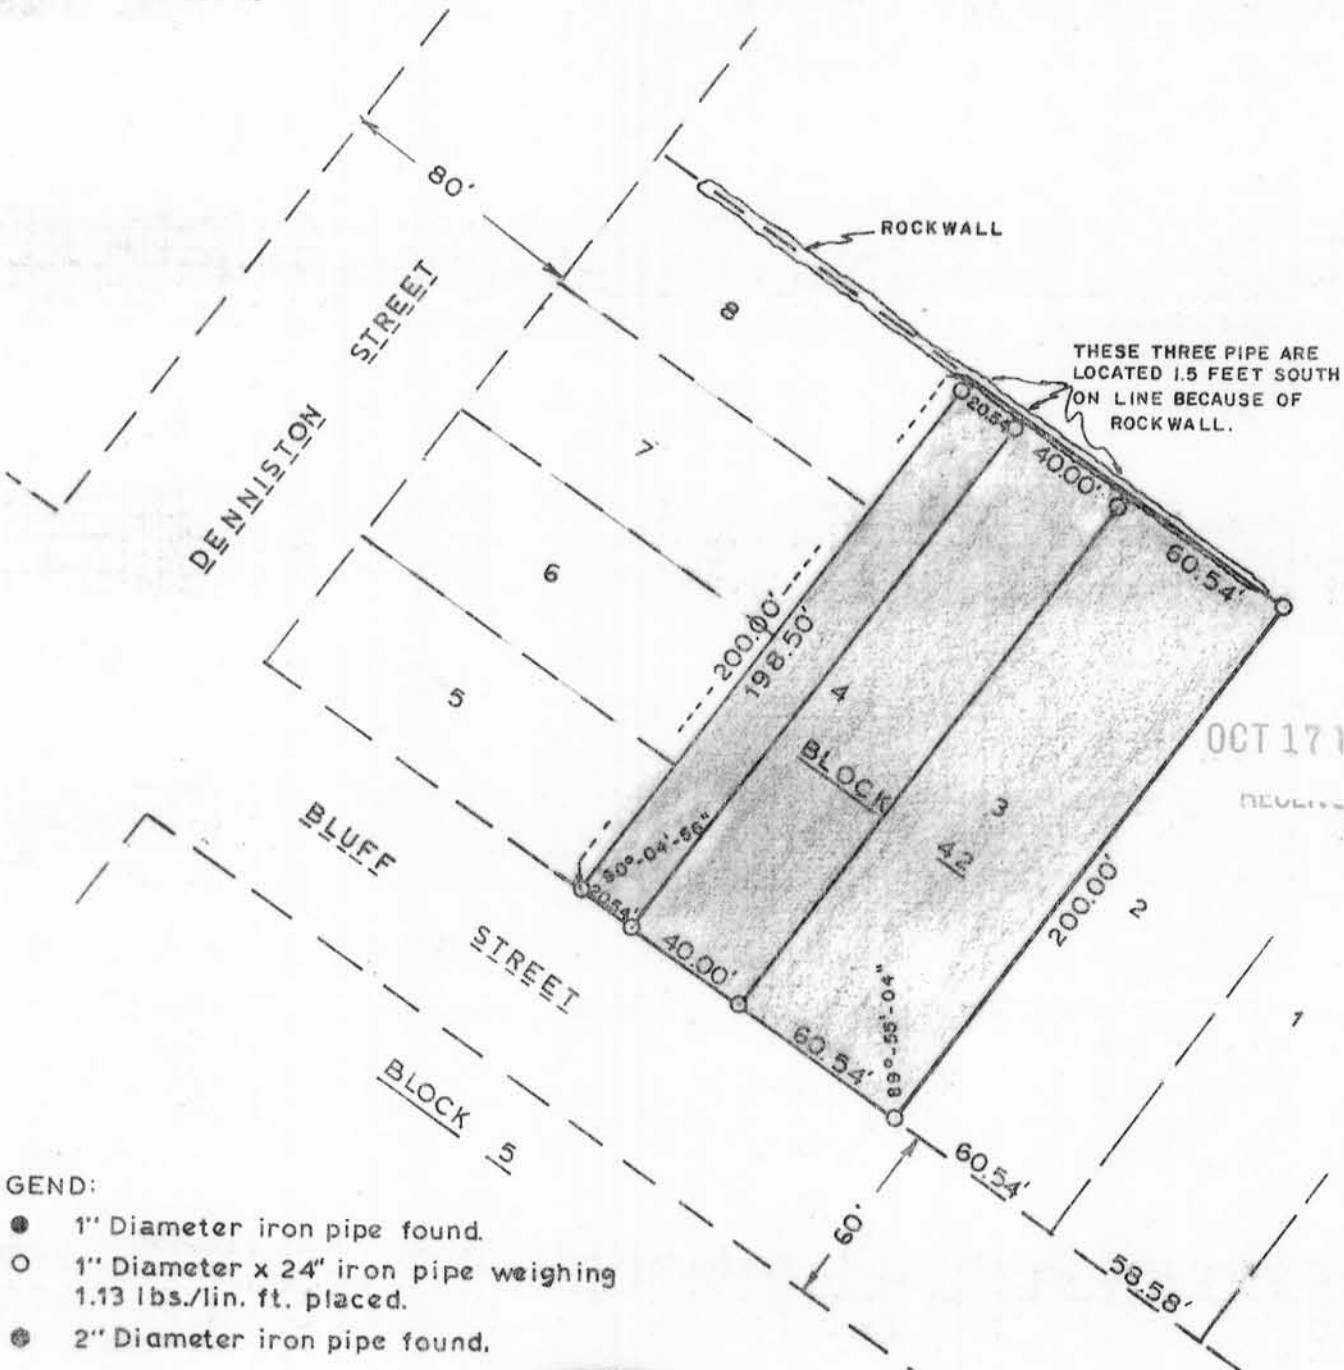 80'
ROCKWALL
8
DENNISTON STREET
THESE THREE PIPE ARE
LOCATED 1.5 FEET SOUTH
ON LINE BECAUSE OF
ROCKWALL.
20.54'
40.00'
60.54'
7
6
5
200.00'
198.50'
4
BLOCK
3
42
200.00'
2
1
OCT 17
90°-04'-56"
20.54'
40.00'
60.54'
89°-55'-04"
BLUFF STREET
BLOCK 5
60.54'
58.58'
60'
GEND:
1" Diameter iron pipe found.
1" Diameter x 24" iron pipe weighing
1.13 lbs./lin. ft. placed.
2" Diameter iron pipe found.